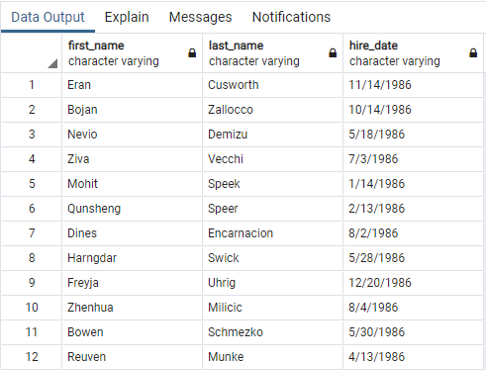 Data Output Explain Messages Notifications
first_name last_name hire_date
character varying character varying character varying
1 Eran Cusworth 11/14/1986
2 Bojan Zallocco 10/14/1986
3 Nevio Demizu 5/18/1986
4 Ziva Vecchi 7/3/1986
5 Mohit Speek 1/14/1986
6 Qunsheng Speer 2/13/1986
7 Dines Encarnacion 8/2/1986
8 Harngdar Swick 5/28/1986
9 Freyja Uhrig 12/20/1986
10 Zhenhua Milicic 8/4/1986
11 Bowen Schmezko 5/30/1986
12 Reuven Munke 4/13/1986